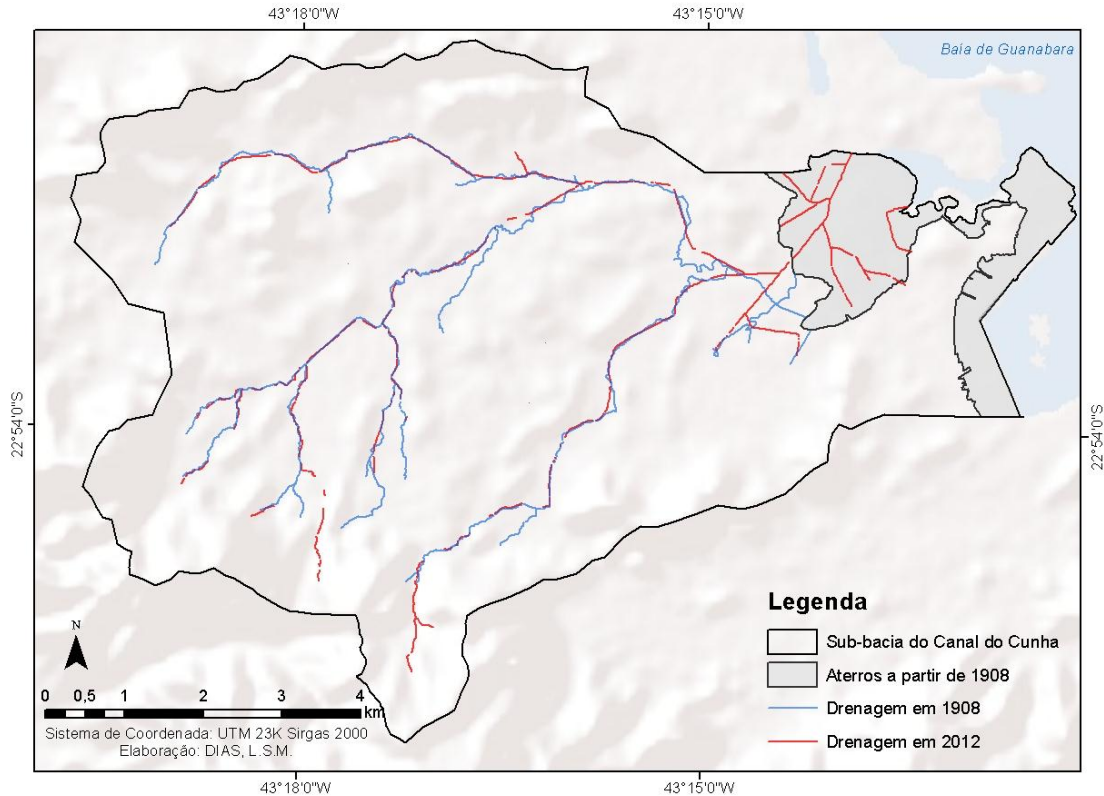 43°18'0"W
43°15'0"W
Baía de Guanabara
22°54'0"S
22°54'0"S
Legenda
Sub-bacia do Canal do Cunha
Aterros a partir de 1908
Drenagem em 1908
Drenagem em 2012
N
0 0,5 1 2 3 4
km
Sistema de Coordenada: UTM 23K Sirgas 2000
Elaboração: DIAS, L.S.M.
43°18'0"W
43°15'0"W